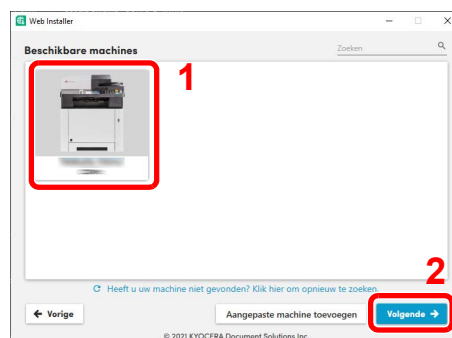 Web Installer
Beschikbare machines
Zoeken
1
Heeft u uw machine niet gevonden? Klik hier om opnieuw te zoeken.
2
Vorige
Aangepaste machine toevoegen
Volgende
© 2021 KYOCERA Document Solutions Inc.